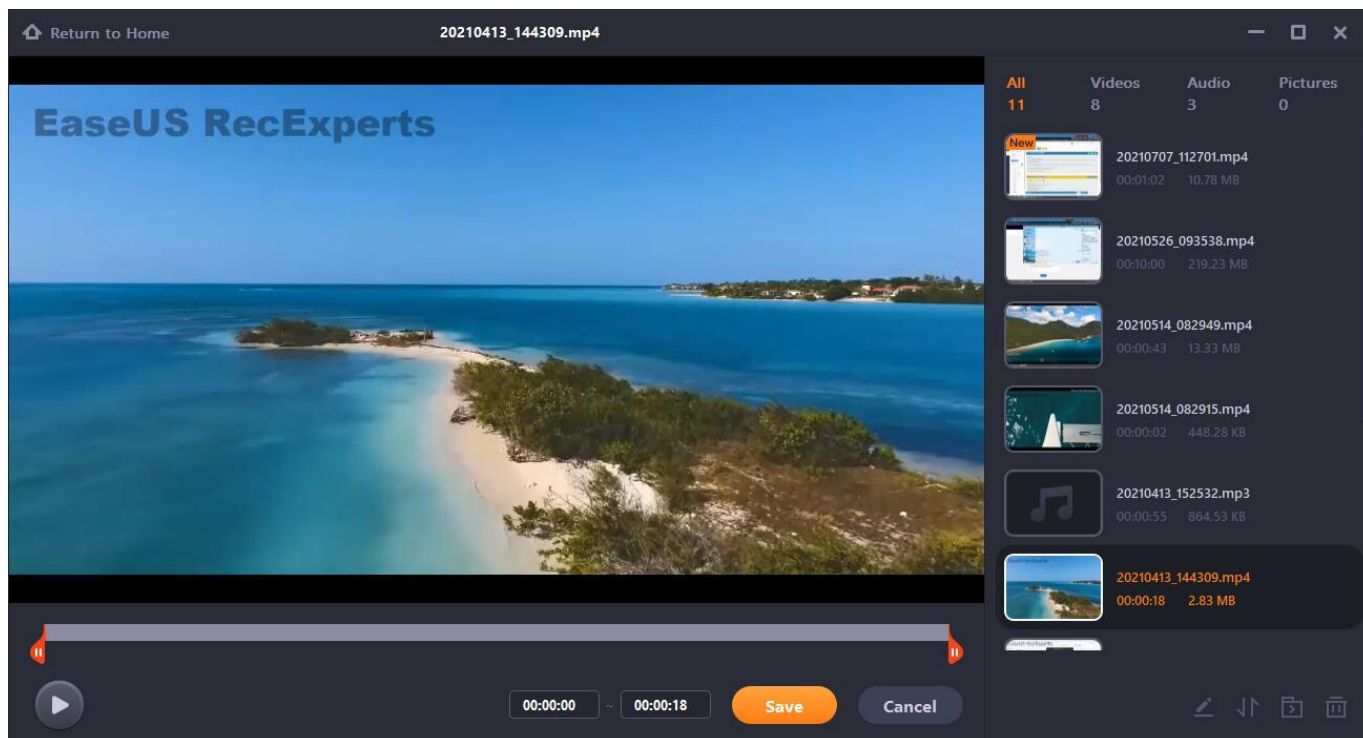 Return to Home
20210413_144309.mp4
EaseUS RecExperts
All Videos Audio Pictures
11 8 3 0
New
20210707_112701.mp4
00:01:02 10.78 MB
20210526_093538.mp4
00:10:00 219.23 MB
20210514_082949.mp4
00:00:43 13.33 MB
20210514_082915.mp4
00:00:02 448.28 KB
20210413_152532.mp3
00:00:55 864.53 KB
20210413_144309.mp4
00:00:18 2.83 MB
00:00:00 ~ 00:00:18 Save Cancel